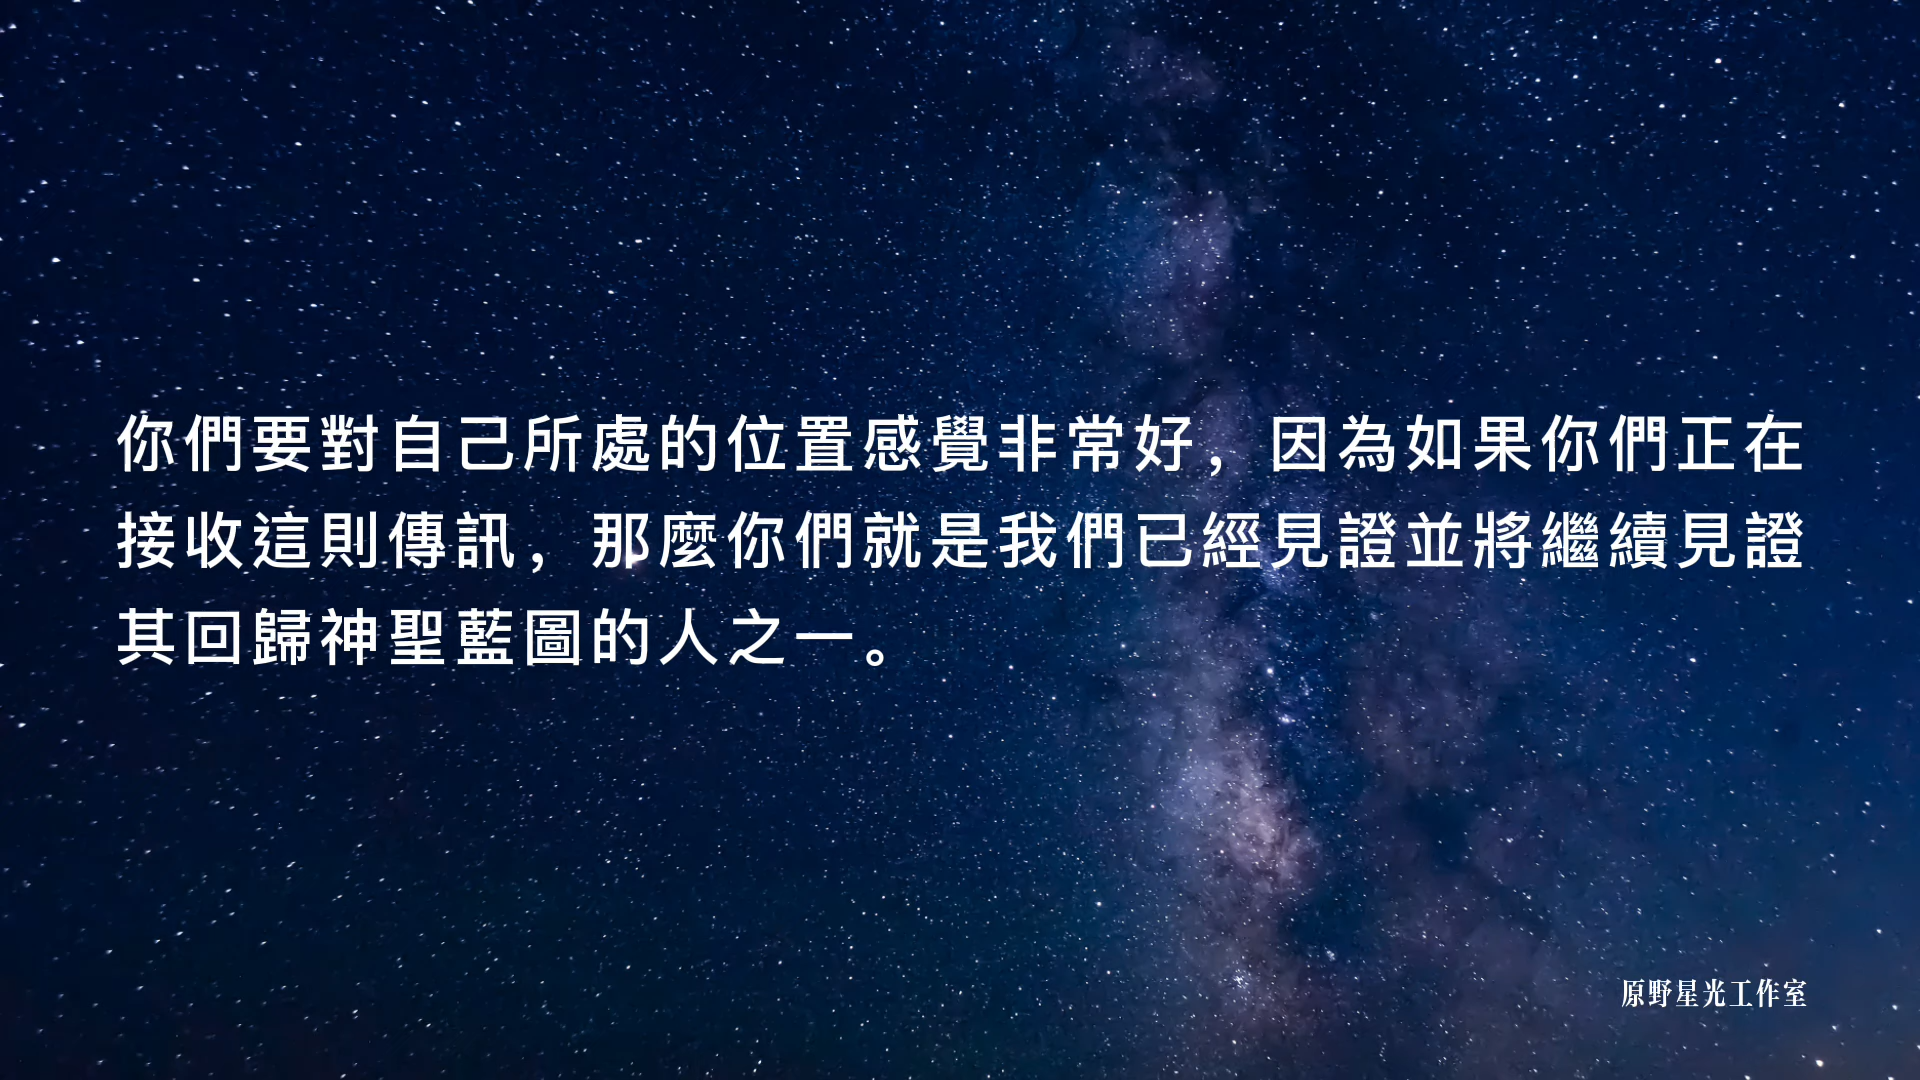 你們要對自己所處的位置感覺非常好，因為如果你們正在
接收這則傳訊，那麼你們就是我們已經見證並將繼續見證
其回歸神聖藍圖的人之一。
原野星光工作室